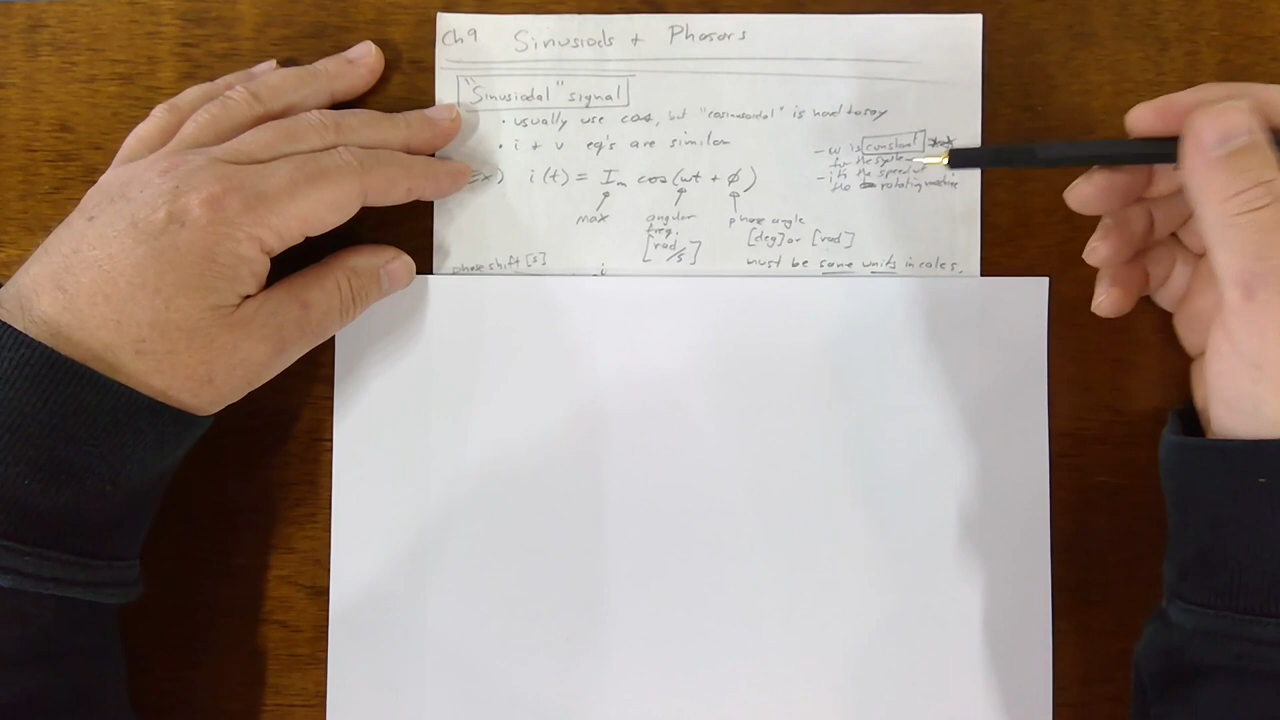 Ch9 Sinusiods + Phasors
"Sinusiodal" signal
• usually use cos, but "cosinusoidal" is hard to say
• i + v eq's are similar
- ω is constant
for the system
- it's the speed of
the rotating machine
Ex) i(t) = Im cos(ωt + ϕ)
max
angular
freq.
[rad/s]
phase angle
[deg] or [rad]
must be same units in calcs.
phase shift [s]
i